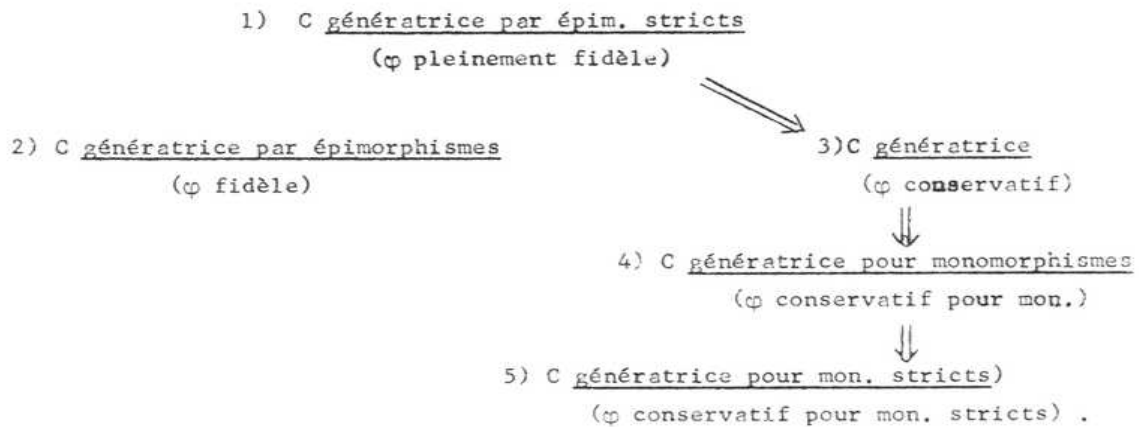 1) C génératrice par épim. stricts
(φ pleinement fidèle)
2) C génératrice par épimorphismes
3)C génératrice
(φ fidèle)
(φ conservatif)
4) C génératrice pour monomorphismes
(φ conservatif pour mon.)
5) C génératrice pour mon. stricts)
(φ conservatif pour mon. stricts) .